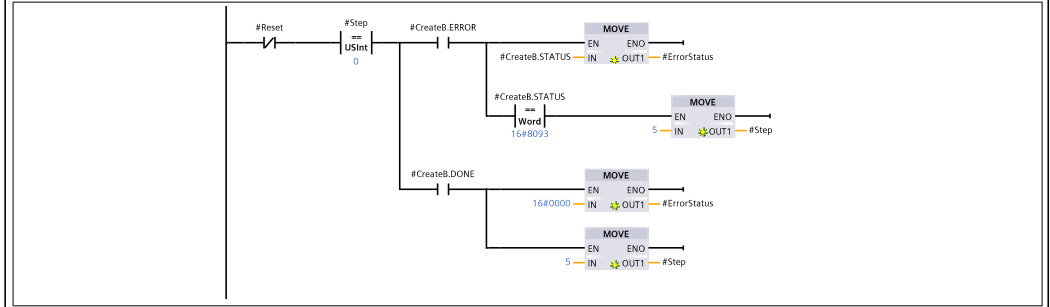 #Reset
#Step
==
USInt
0
#CreateB.ERROR
MOVE
EN ENO
#CreateB.STATUS IN OUT1 #ErrorStatus
#CreateB.STATUS
==
Word
16#8093
MOVE
EN ENO
5 IN OUT1 #Step
#CreateB.DONE
MOVE
EN ENO
16#0000 IN OUT1 #ErrorStatus
MOVE
EN ENO
5 IN OUT1 #Step